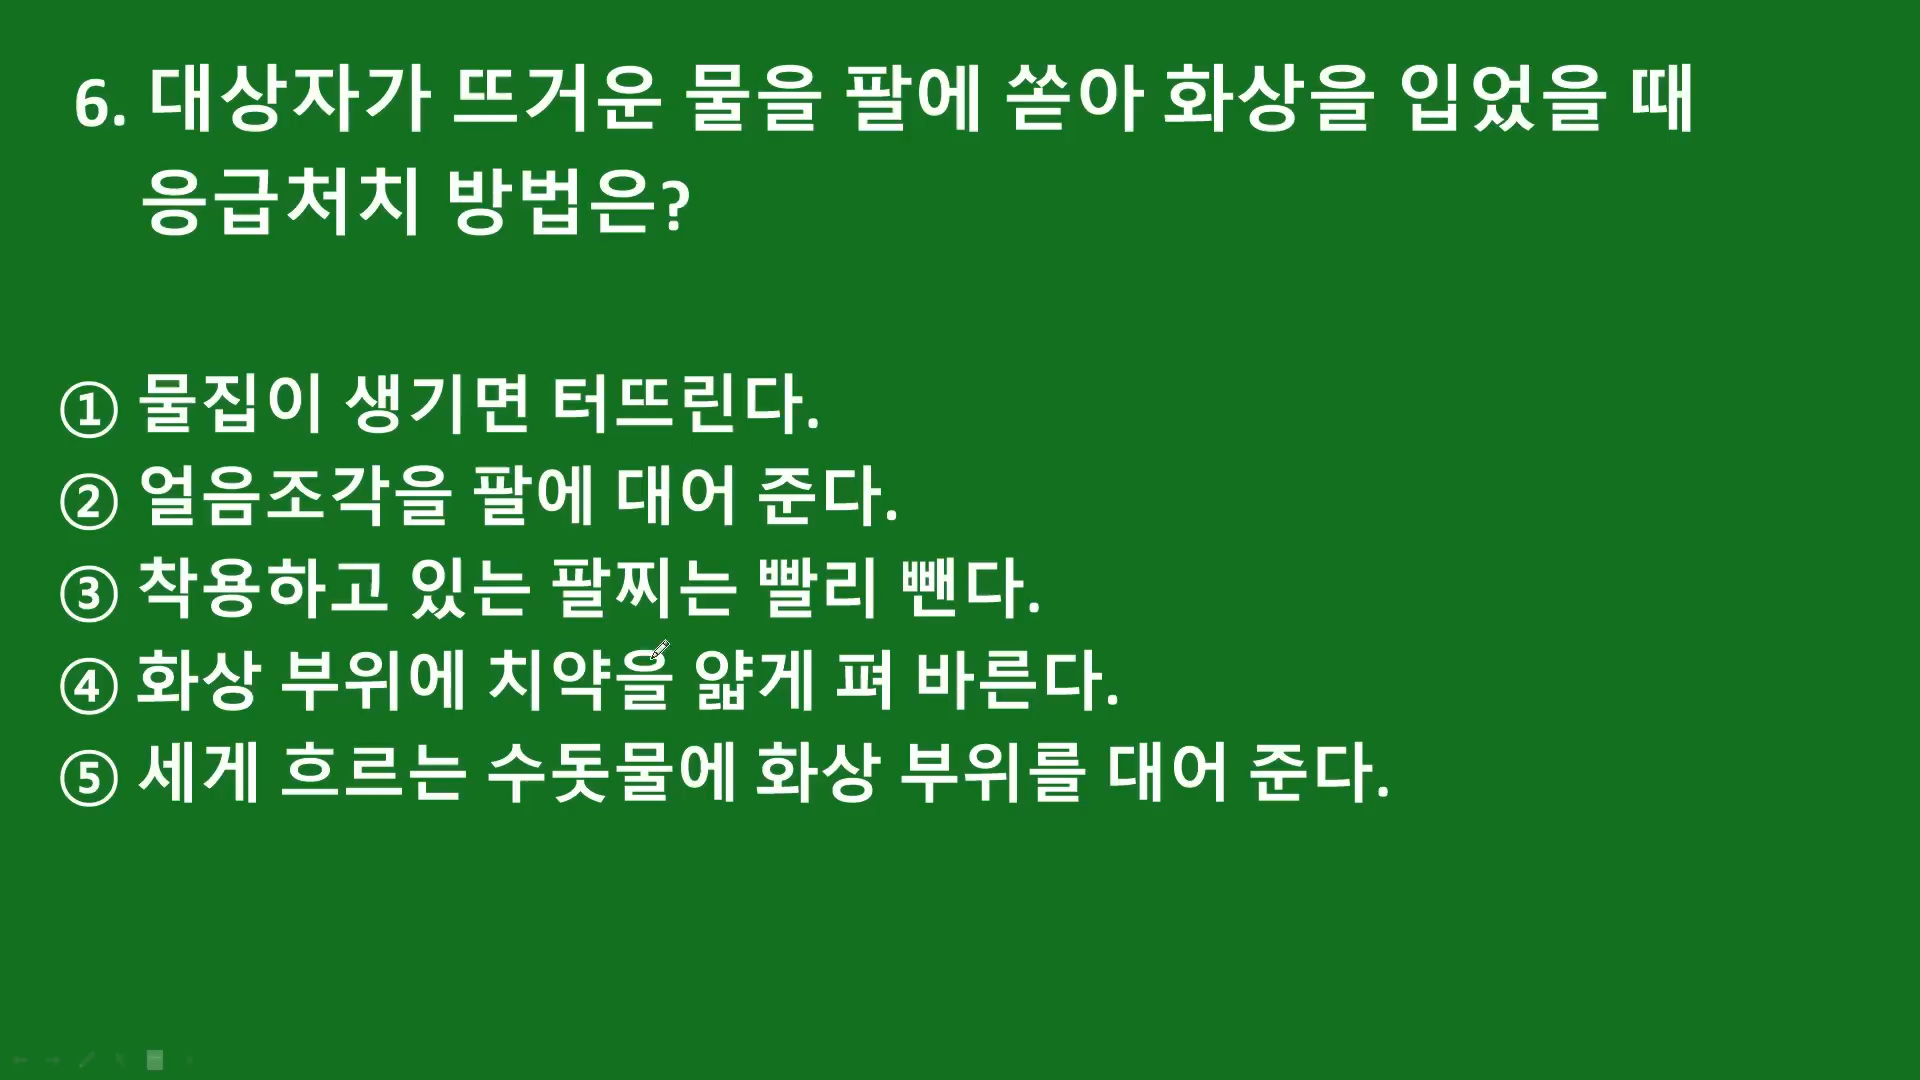 6. 대상자가 뜨거운 물을 팔에 쏟아 화상을 입었을 때
응급처치 방법은?
① 물집이 생기면 터뜨린다.
② 얼음조각을 팔에 대어 준다.
③ 착용하고 있는 팔찌는 빨리 뺀다.
④ 화상 부위에 치약을 얇게 펴 바른다.
⑤ 세게 흐르는 수돗물에 화상 부위를 대어 준다.